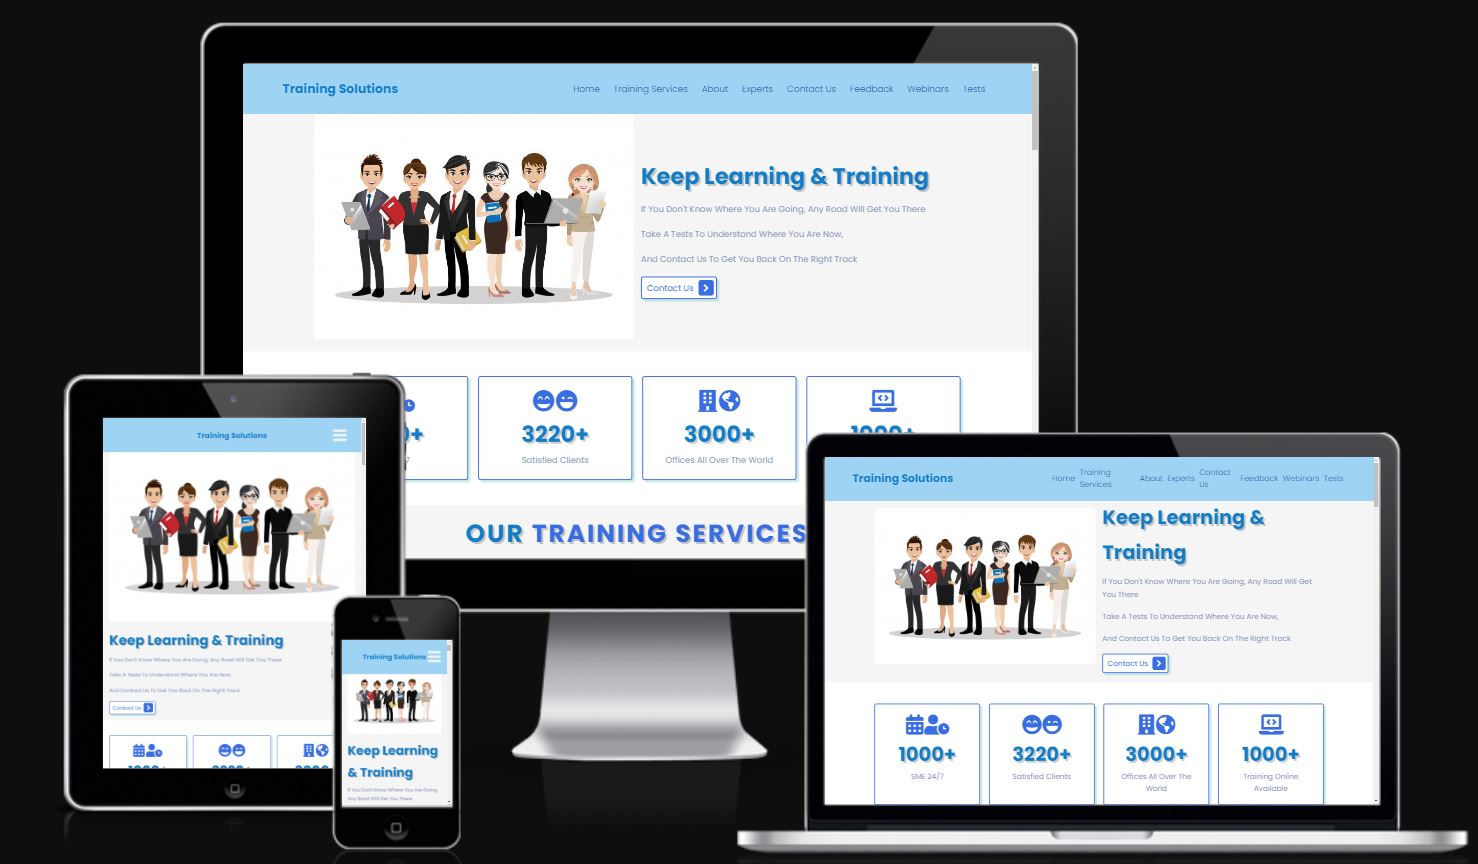 Training Solutions
Home Training Services About Experts Contact Us Feedback Webinars Tests
Keep Learning & Training
If You Don't Know Where You Are Going, Any Road Will Get You There
Take A Tests To Understand Where You Are Now,
And Contact Us To Get You Back On The Right Track
Contact Us
0+ 3220+ 3000+ 1000+
7 Satisfied Clients Offices All Over The World
OUR TRAINING SERVICES
Training Solutions
Keep Learning & Training
If You Don't Know Where You Are Going, Any Road Will Get You There
Take A Tests To Understand Where You Are Now,
And Contact Us To Get You Back On The Right Track
Contact Us
1000+ 3220+ 3000+
Training Solutions
Keep Learning
& Training
If You Don't Know Where You Are Going
Any Road Will Get You There
Training Solutions
Home Training Services About Experts Contact Us Feedback Webinars Tests
Keep Learning &
Training
If You Don't Know Where You Are Going, Any Road Will Get
You There
Take A Tests To Understand Where You Are Now,
And Contact Us To Get You Back On The Right Track
Contact Us
1000+ 3220+ 3000+ 1000+
SME 24/7 Satisfied Clients Offices All Over The World Training Online Available